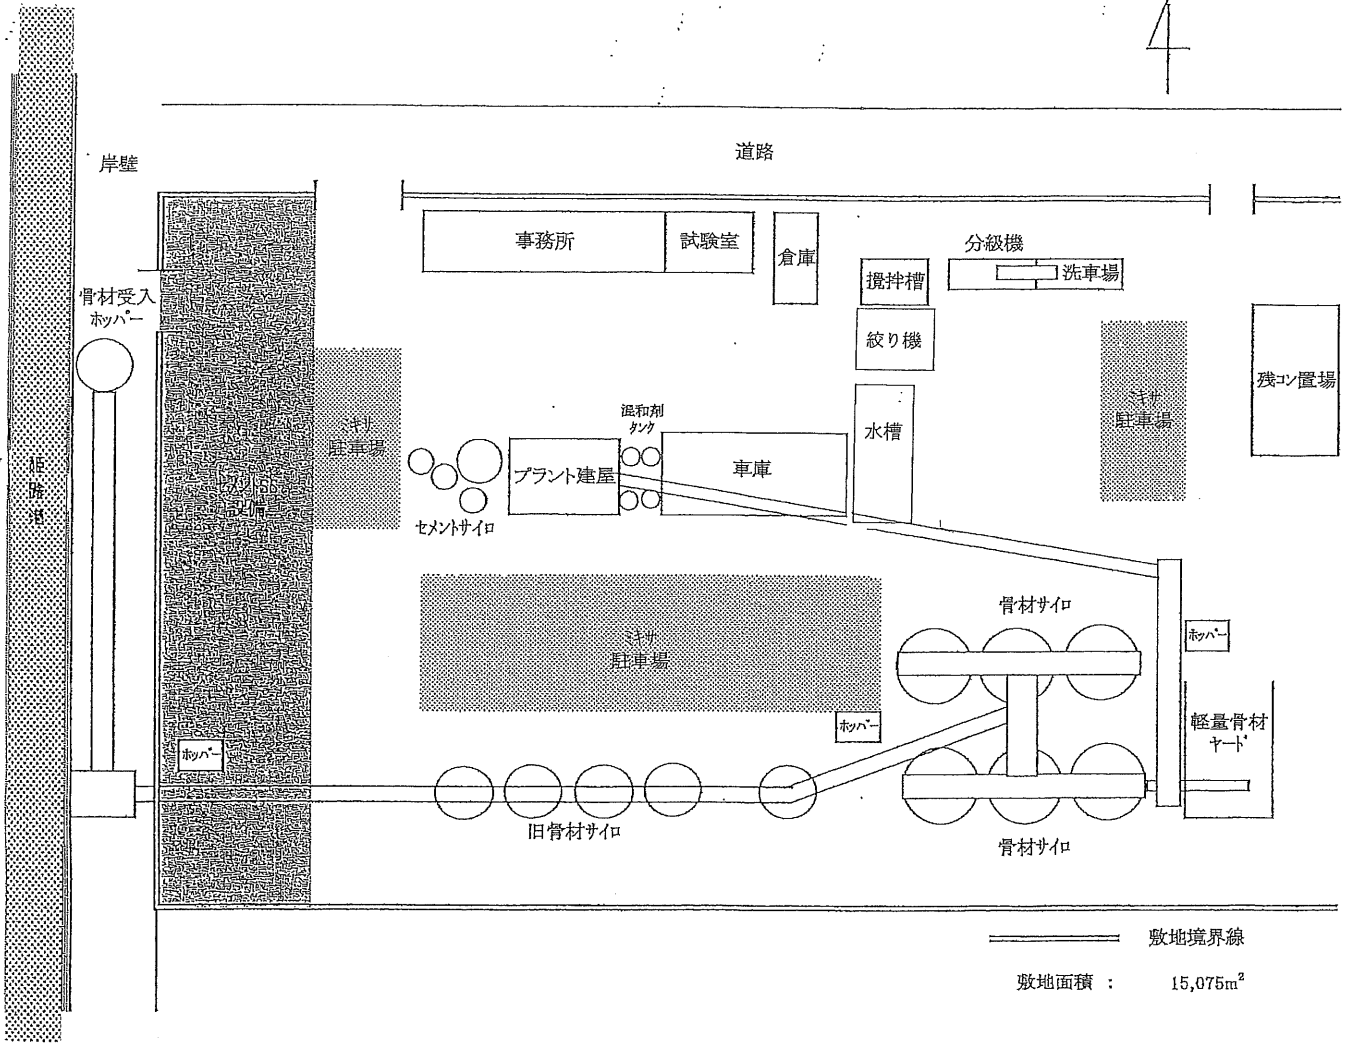 道路
岸壁
事務所
試験室
倉庫
分級機
洗車場
攪拌槽
絞り機
骨材受入
ホッパー
残コン置場
ミキサ
駐車場
ミキサ
駐車場
混和剤
タンク
水槽
プラント建屋
車庫
姫路港
設備
セメントサイロ
骨材サイロ
ホッパー
ミキサ
駐車場
ホッパー
軽量骨材
ヤード
ホッパー
旧骨材サイロ
骨材サイロ
敷地境界線
敷地面積 : 15,075m²